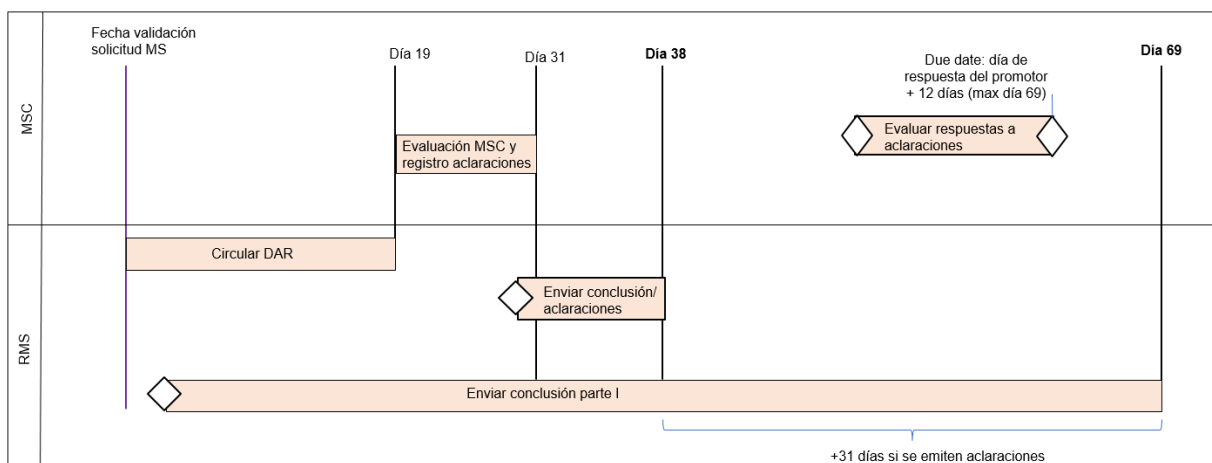 Fecha validación
solicitud MS
Día 19
Día 31
Día 38
Due date: día de
respuesta del promotor
+ 12 días (max día 69)
Día 69
MSC
Evaluación MSC y
registro aclaraciones
Evaluar respuestas a
aclaraciones
RMS
Circular DAR
Enviar conclusión/
aclaraciones
Enviar conclusión parte I
+31 días si se emiten aclaraciones